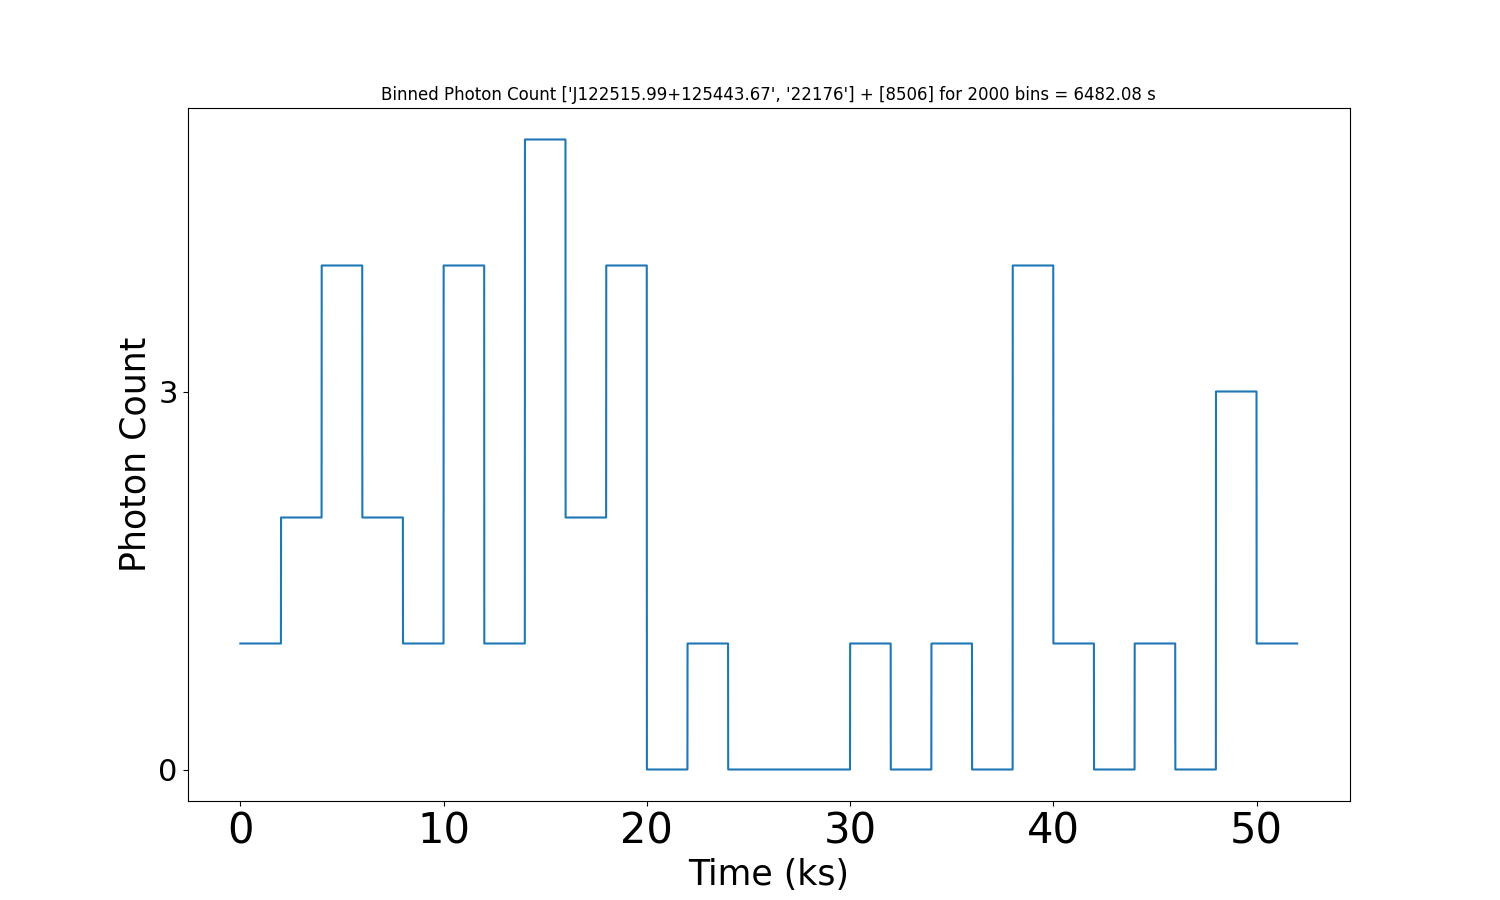 Binned Photon Count ['J122515.99+125443.67', '22176'] + [8506] for 2000 bins = 6482.08 s
Photon Count
3
0
0 10 20 30 40 50
Time (ks)